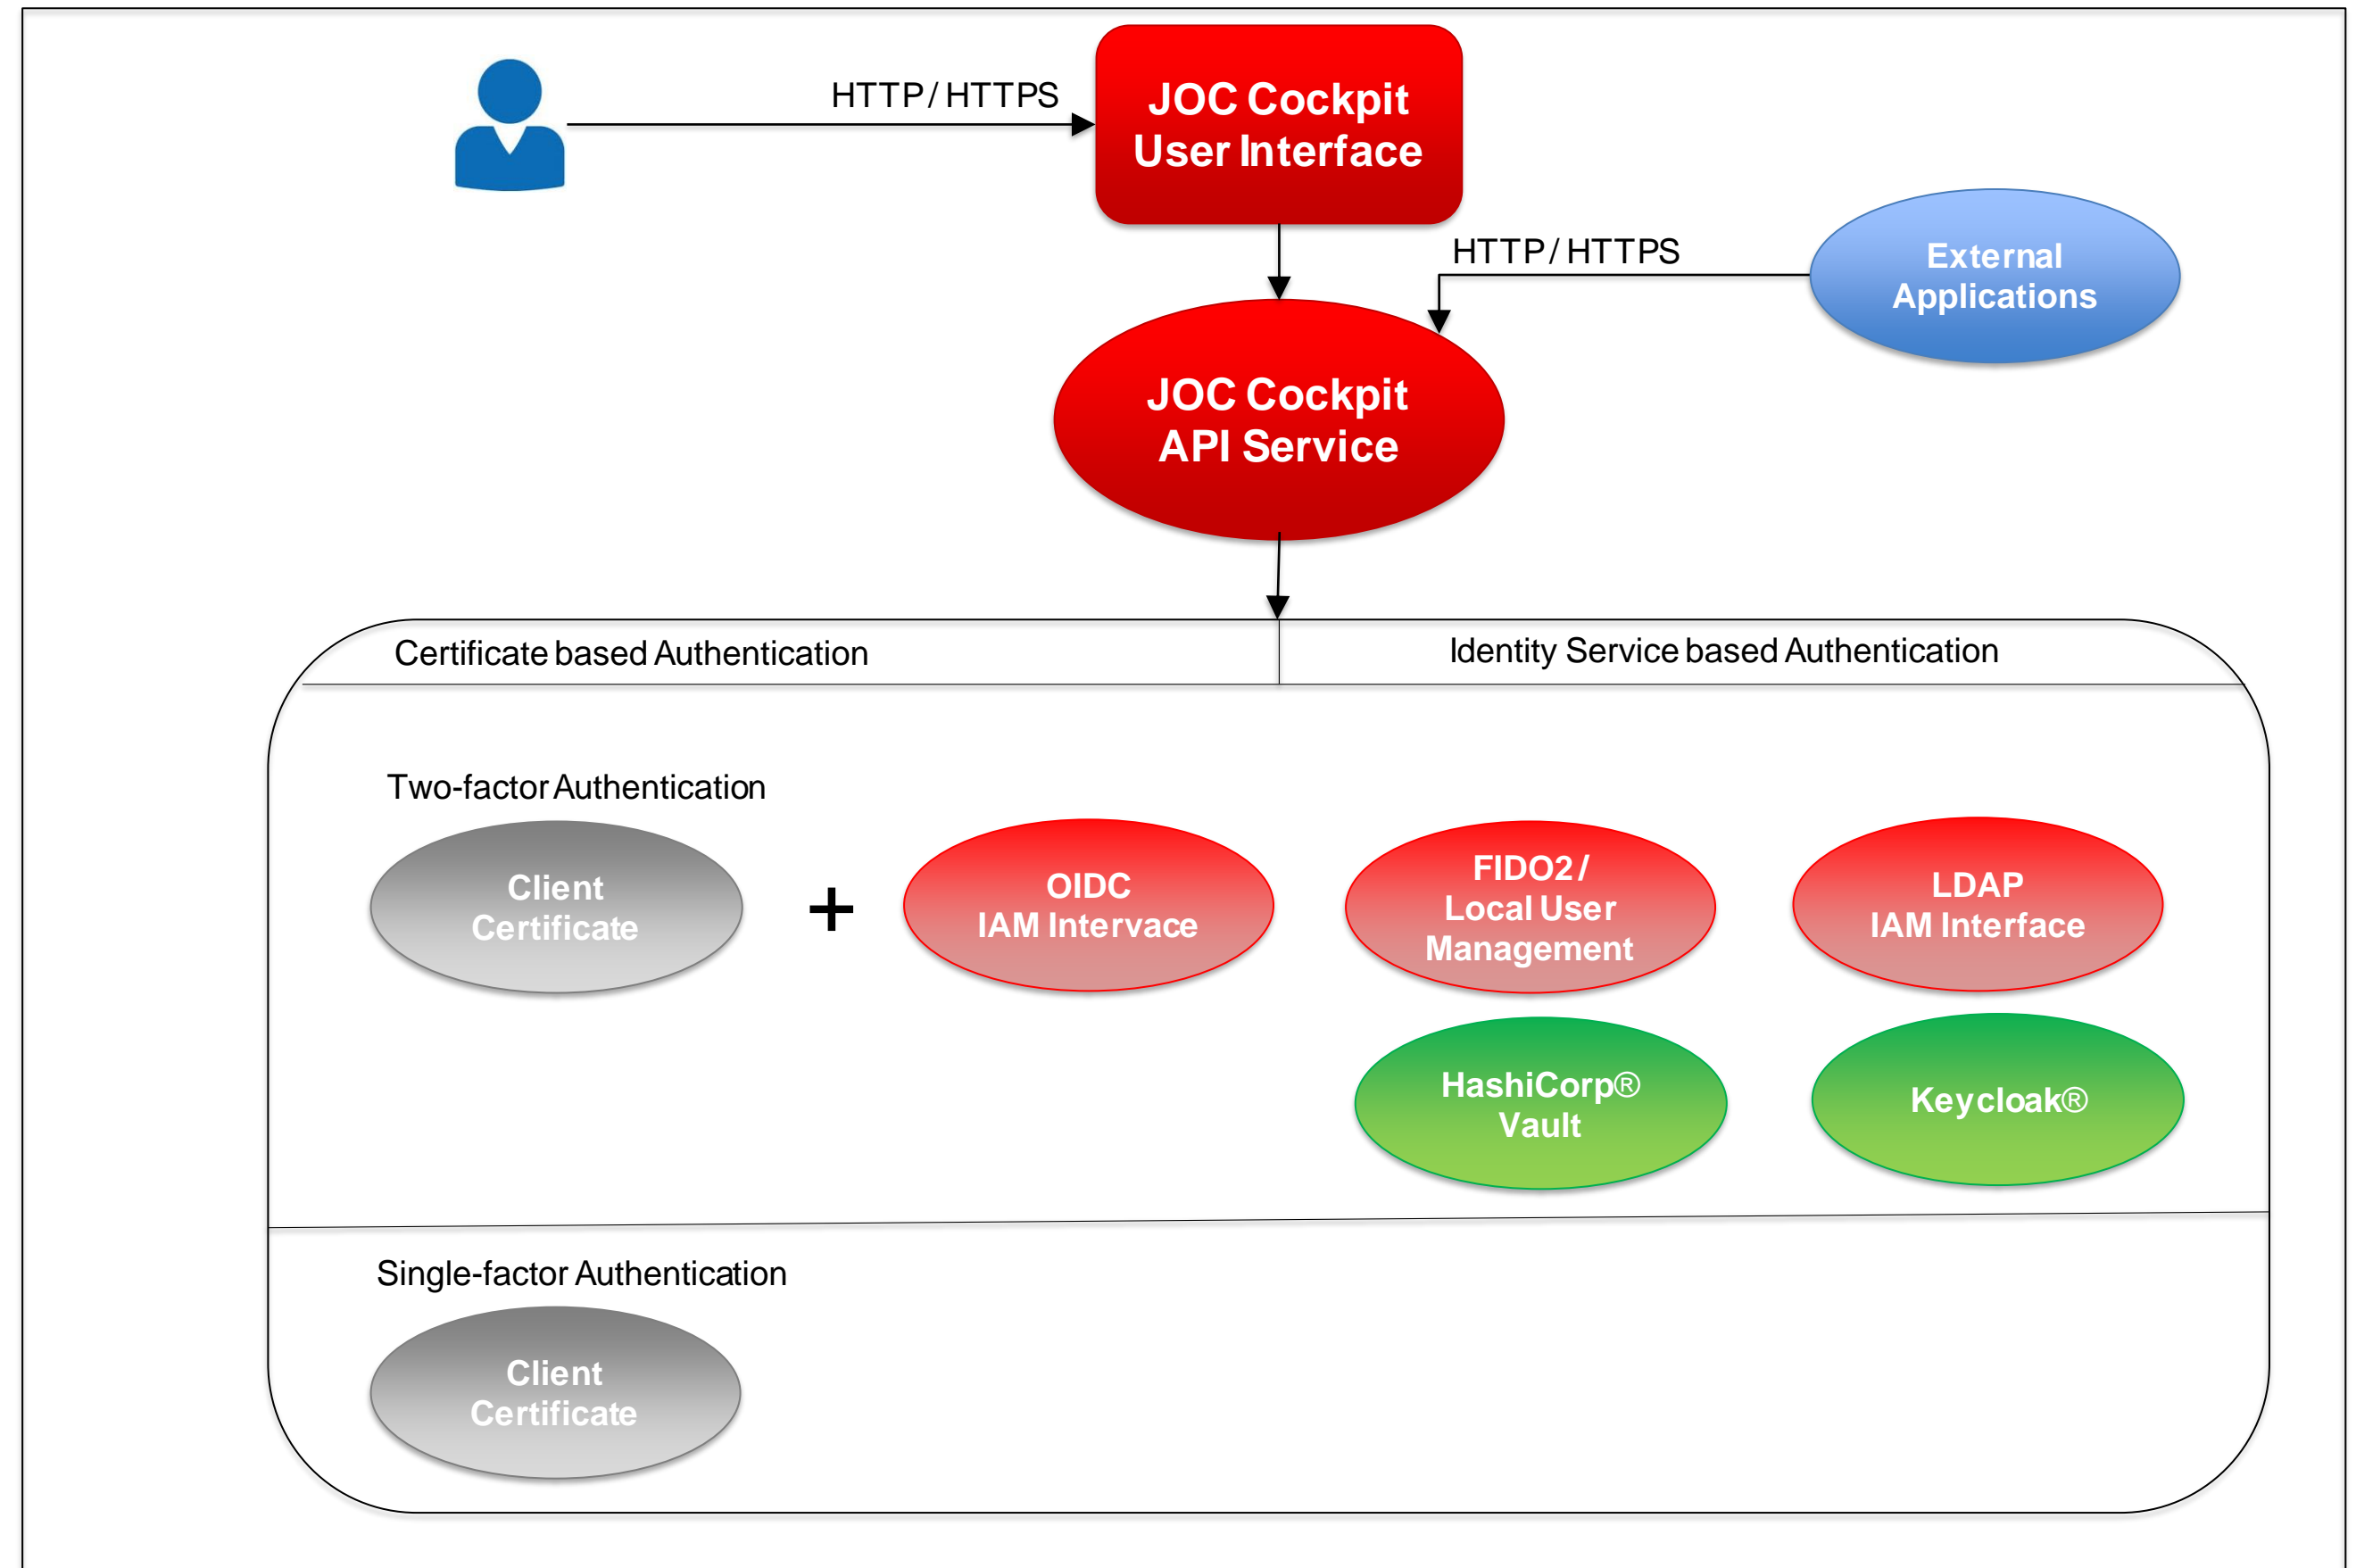 HTTP / HTTPS
JOC Cockpit
User Interface
HTTP / HTTPS
External
Applications
JOC Cockpit
API Service
Certificate based Authentication
Identity Service based Authentication
Two-factor Authentication
Client
Certificate
+
OIDC
IAM Intervace
FIDO2 /
Local User
Management
LDAP
IAM Interface
HashiCorp®
Vault
Keycloak®
Single-factor Authentication
Client
Certificate